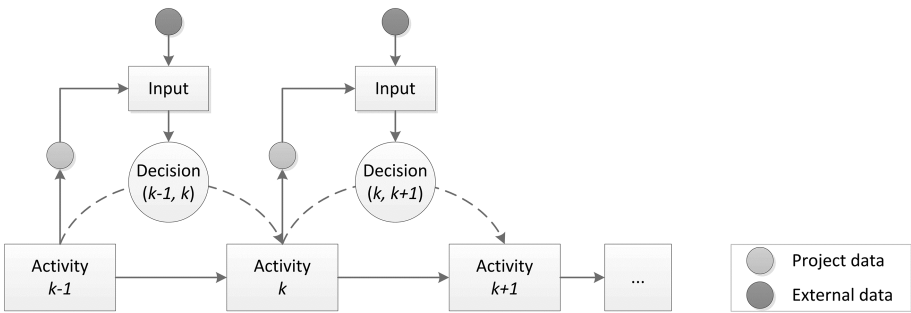 Input
Input
Decision
(k-1, k)
Decision
(k, k+1)
Activity
k-1
Activity
k
Activity
k+1
...
Project data
External data